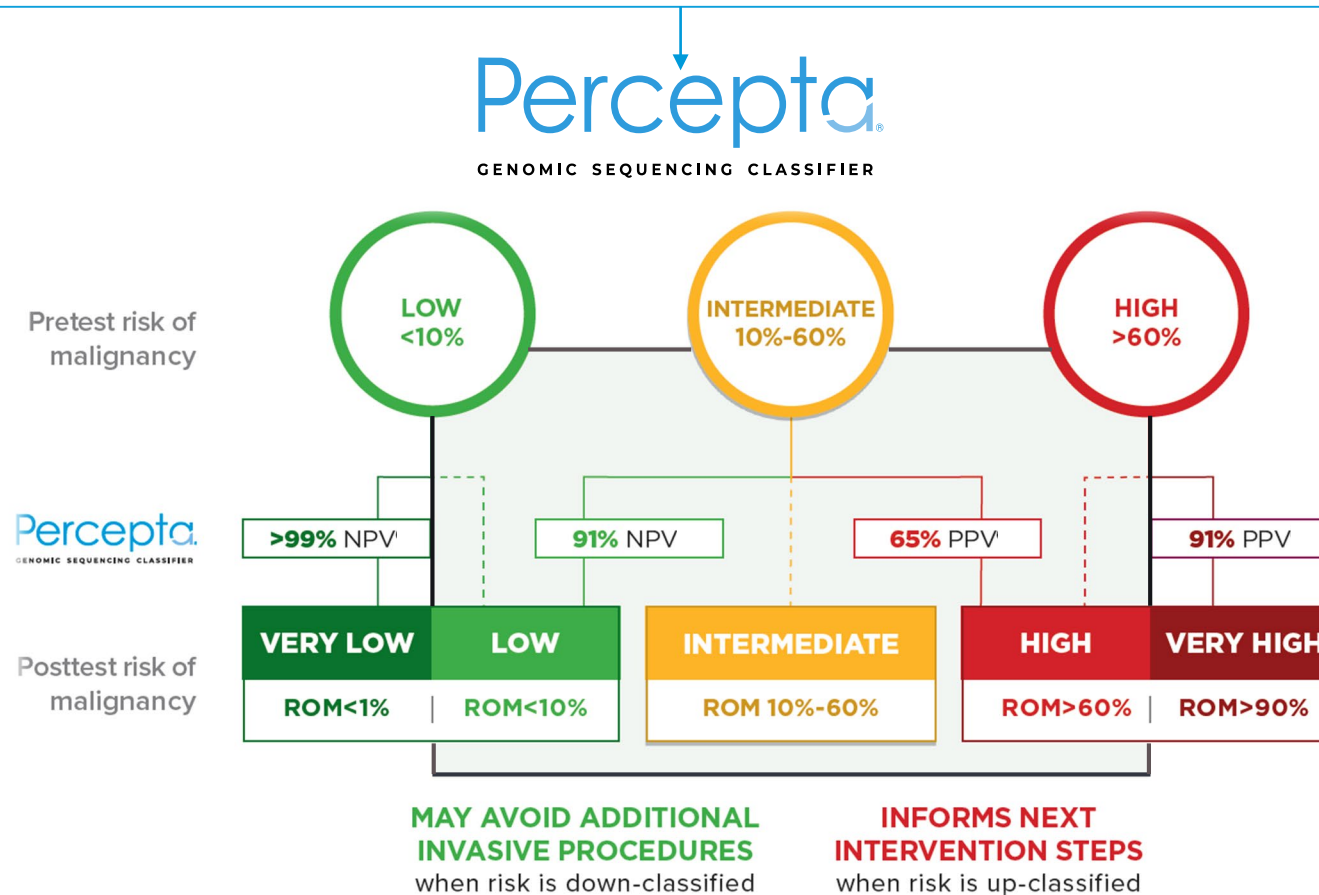 Percepta®
GENOMIC SEQUENCING CLASSIFIER
Pretest risk of
malignancy
LOW
<10%
INTERMEDIATE
10%-60%
HIGH
>60%
Percepta.
GENOMIC SEQUENCING CLASSIFIER
>99% NPV
91% NPV
65% PPV
91% PPV
Posttest risk of
malignancy
VERY LOW
LOW
INTERMEDIATE
HIGH
VERY HIGH
ROM<1% | ROM<10%
ROM 10%-60%
ROM>60% | ROM>90%
MAY AVOID ADDITIONAL
INVASIVE PROCEDURES
when risk is down-classified
INFORMS NEXT
INTERVENTION STEPS
when risk is up-classified